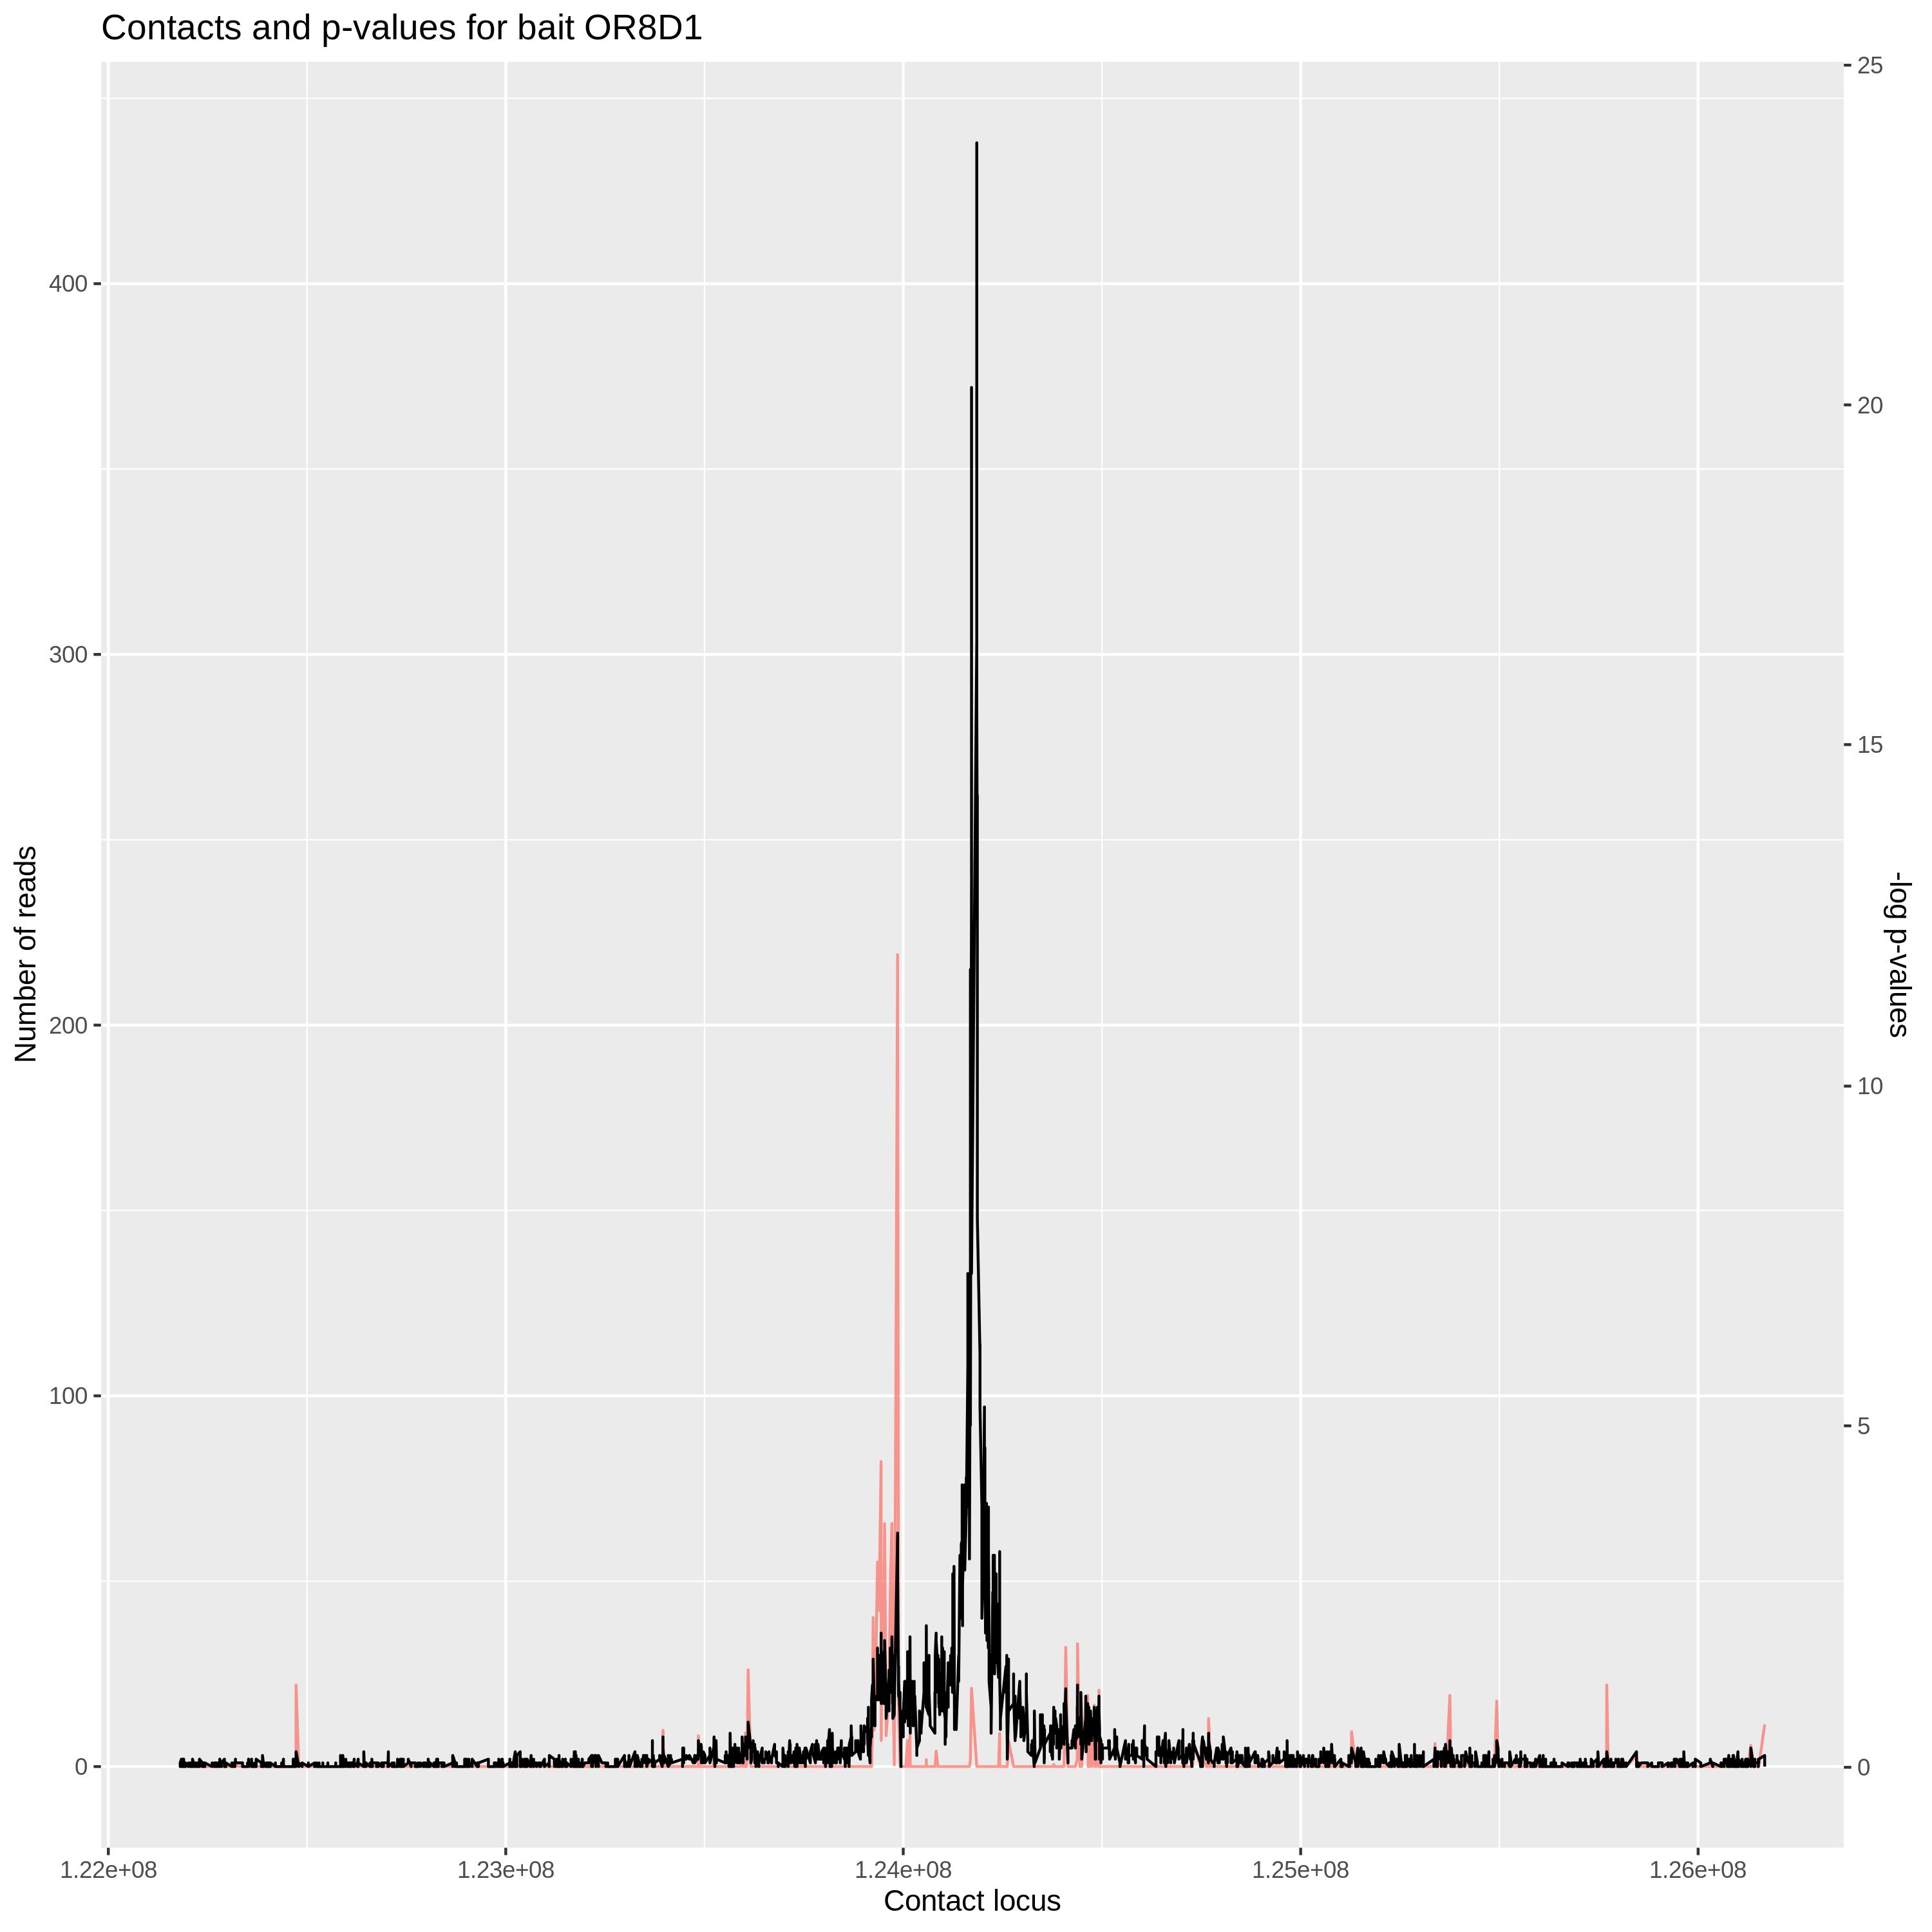 Contacts and p-values for bait OR8D1
Number of reads
400
300
200
100
0
25
20
15
10
5
0
-log p-values
1.22e+08
1.23e+08
1.24e+08
1.25e+08
1.26e+08
Contact locus